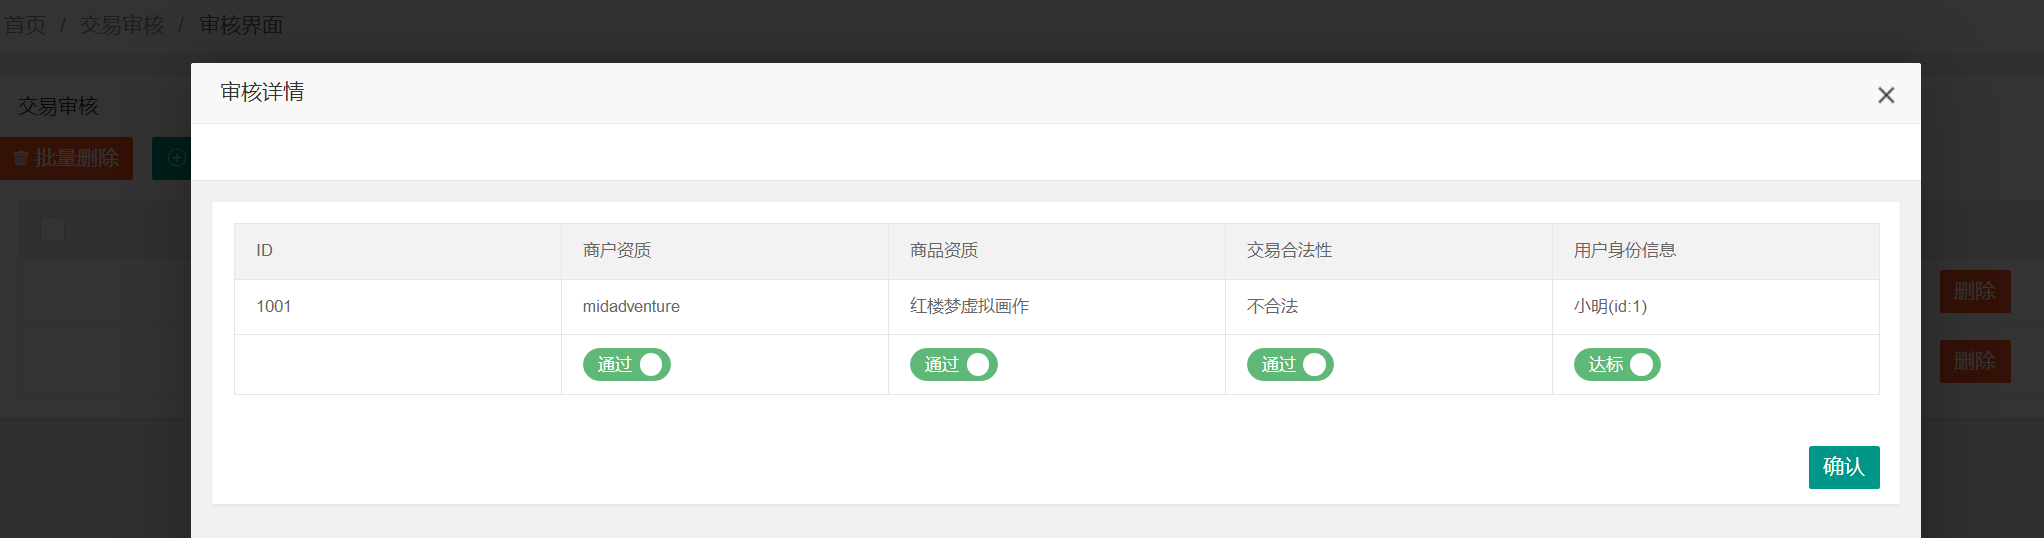 首页 / 交易审核 / 审核界面
审核详情
交易审核
批量删除
ID 商户资质 商品资质 交易合法性 用户身份信息
1001 midadventure 红楼梦虚拟画作 不合法 小明(id:1)
删除
通过 通过 通过 达标
删除
确认